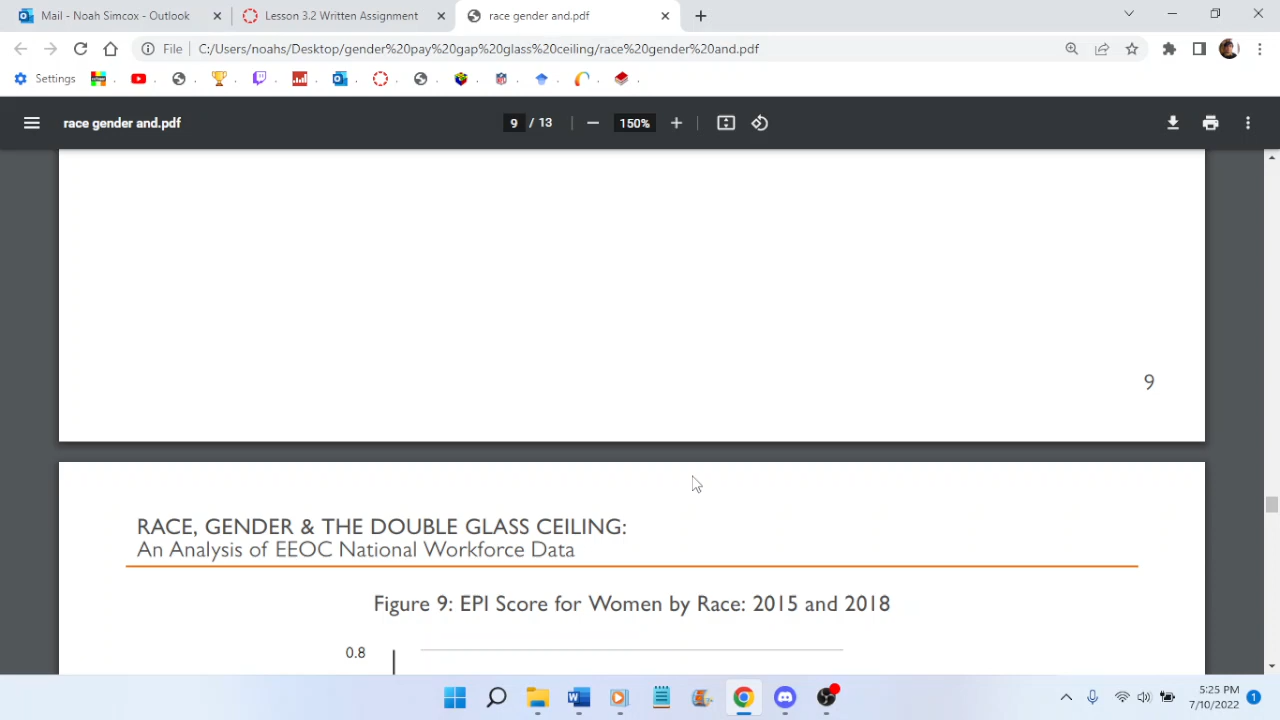 Mail - Noah Simcox - Outlook
Lesson 3.2 Written Assignment
race gender and.pdf
File
C:/Users/noahs/Desktop/gender%20pay%20gap%20glass%20ceiling/race%20gender%20and.pdf
Settings
race gender and.pdf
9 / 13
150%
9
RACE, GENDER & THE DOUBLE GLASS CEILING:
An Analysis of EEOC National Workforce Data
Figure 9: EPI Score for Women by Race: 2015 and 2018
0.8
5:25 PM
7/10/2022
1